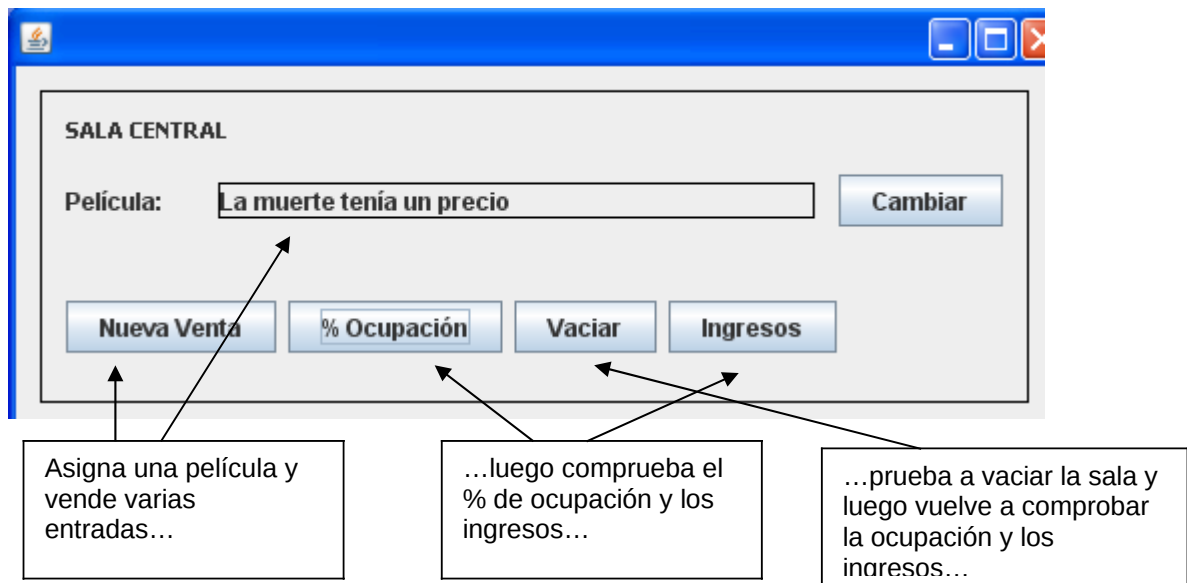 SALA CENTRAL
Película: La muerte tenía un precio Cambiar
Nueva Venta % Ocupación Vaciar Ingresos
Asigna una película y
vende varias
entradas…
…luego comprueba el
% de ocupación y los
ingresos…
…prueba a vaciar la sala y
luego vuelve a comprobar
la ocupación y los
ingresos…